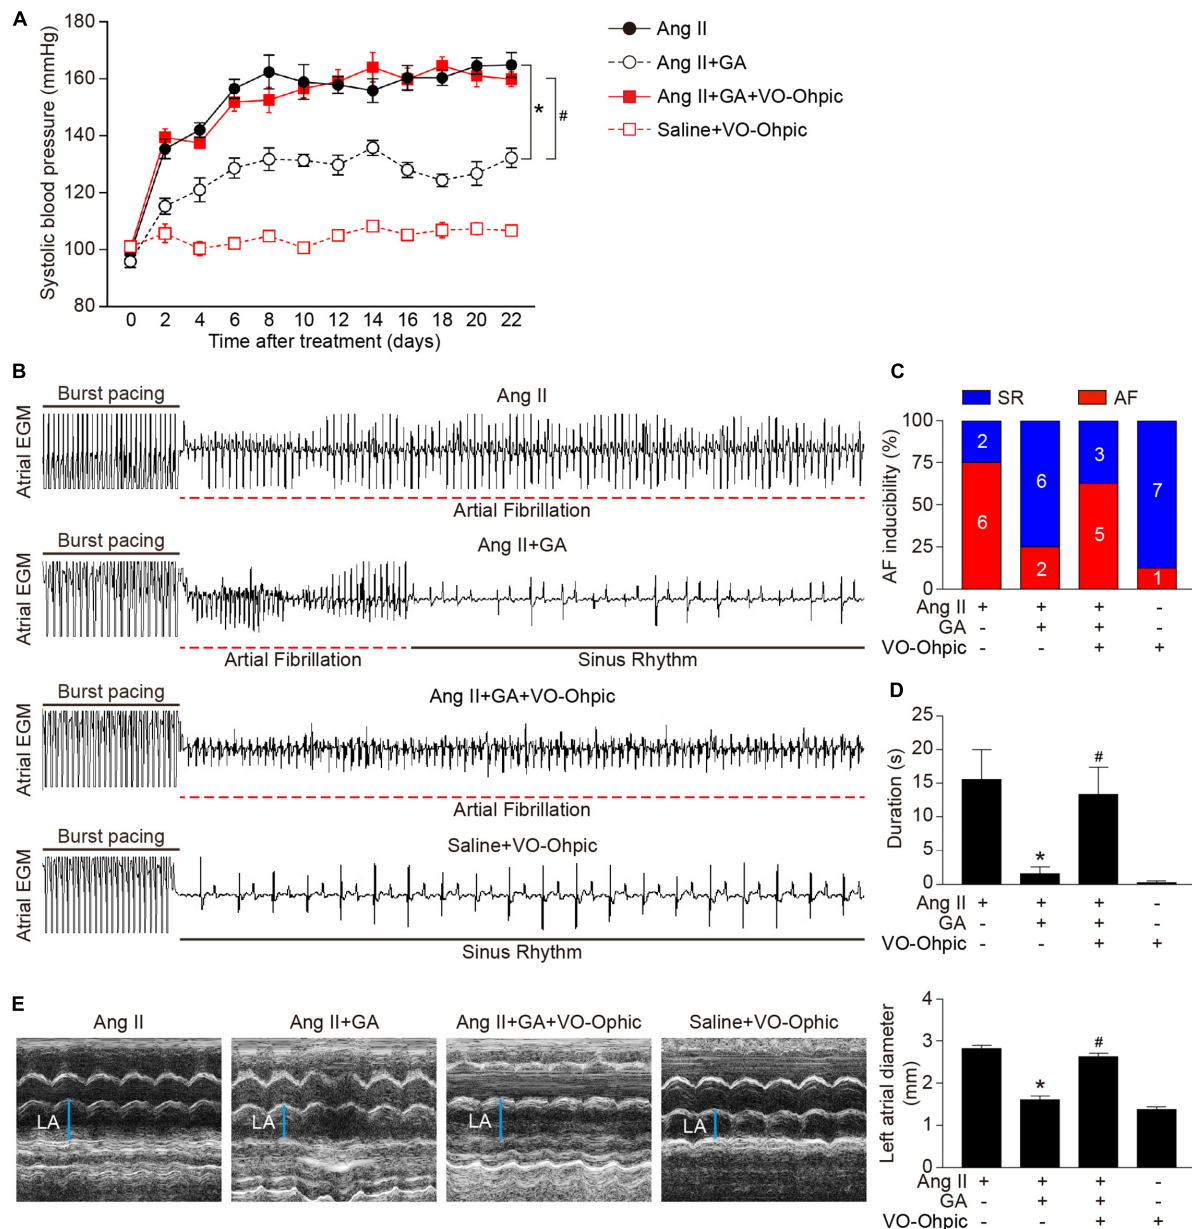 A
Systolic blood pressure (mmHg)
180
160
140
120
100
80
0 2 4 6 8 10 12 14 16 18 20 22
Time after treatment (days)
* #
Ang II
Ang II+GA
Ang II+GA+VO-Ohpic
Saline+VO-Ohpic
B
Atrial EGM
Burst pacing
Ang II
Artial Fibrillation
Atrial EGM
Burst pacing
Ang II+GA
Artial Fibrillation
Sinus Rhythm
Atrial EGM
Burst pacing
Ang II+GA+VO-Ohpic
Artial Fibrillation
Atrial EGM
Burst pacing
Saline+VO-Ohpic
Sinus Rhythm
C
SR AF
AF inducibility (%)
100
75
50
25
0
2 6 3 7
6 2 5 1
Ang II + + + -
GA - + + -
VO-Ohpic - - + +
D
Duration (s)
25
20
15
10
5
0
* #
Ang II + + + -
GA - + + -
VO-Ohpic - - + +
E
Ang II
LA
Ang II+GA
LA
Ang II+GA+VO-Ophic
LA
Saline+VO-Ophic
LA
Left atrial diameter
(mm)
4
3
2
1
0
* #
Ang II + + + -
GA - + + -
VO-Ohpic - - + +